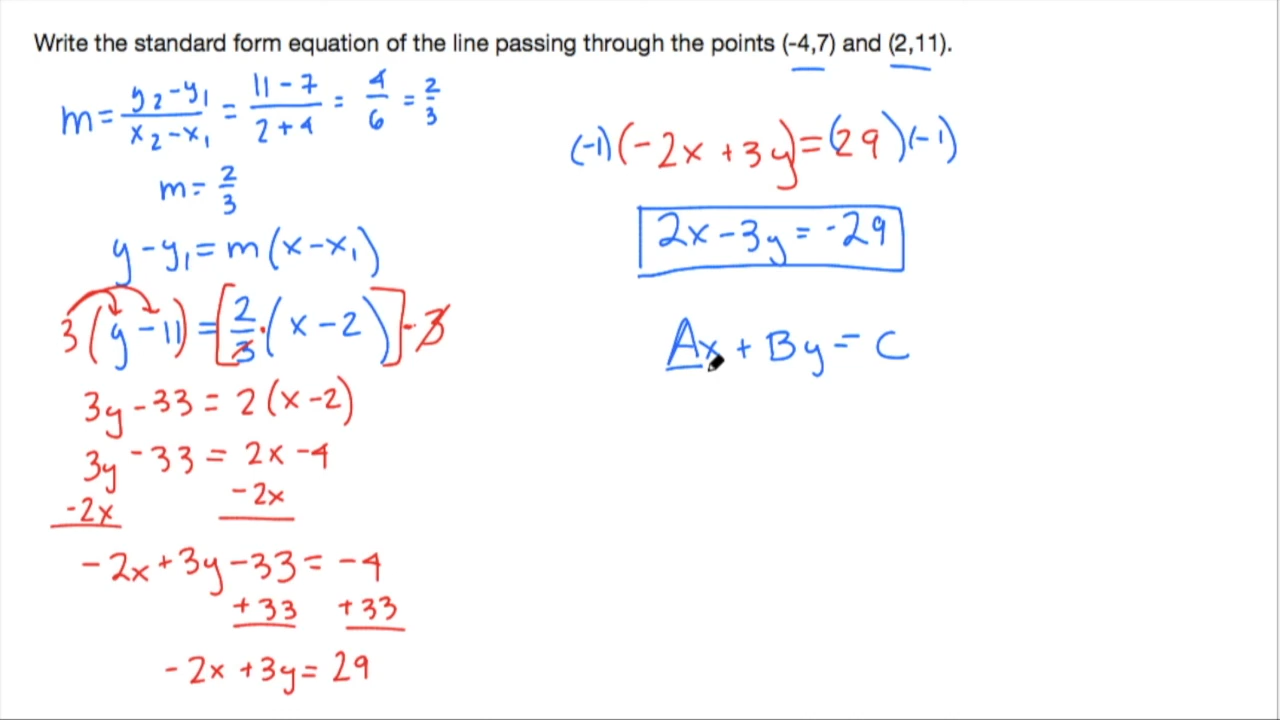 Write the standard form equation of the line passing through the points (-4,7) and (2,11).
m = y₂-y₁ / x₂-x₁ = 11-7 / 2+4 = 4/6 = 2/3
m = 2/3
y - y₁ = m(x - x₁)
3(y - 11) = [2/3 · (x - 2)] · 3
3y - 33 = 2(x - 2)
3y - 33 = 2x - 4
-2x -2x
-2x + 3y - 33 = -4
+33 +33
-2x + 3y = 29
(-1)(-2x + 3y) = (29)(-1)
2x - 3y = -29
Ax + By = C